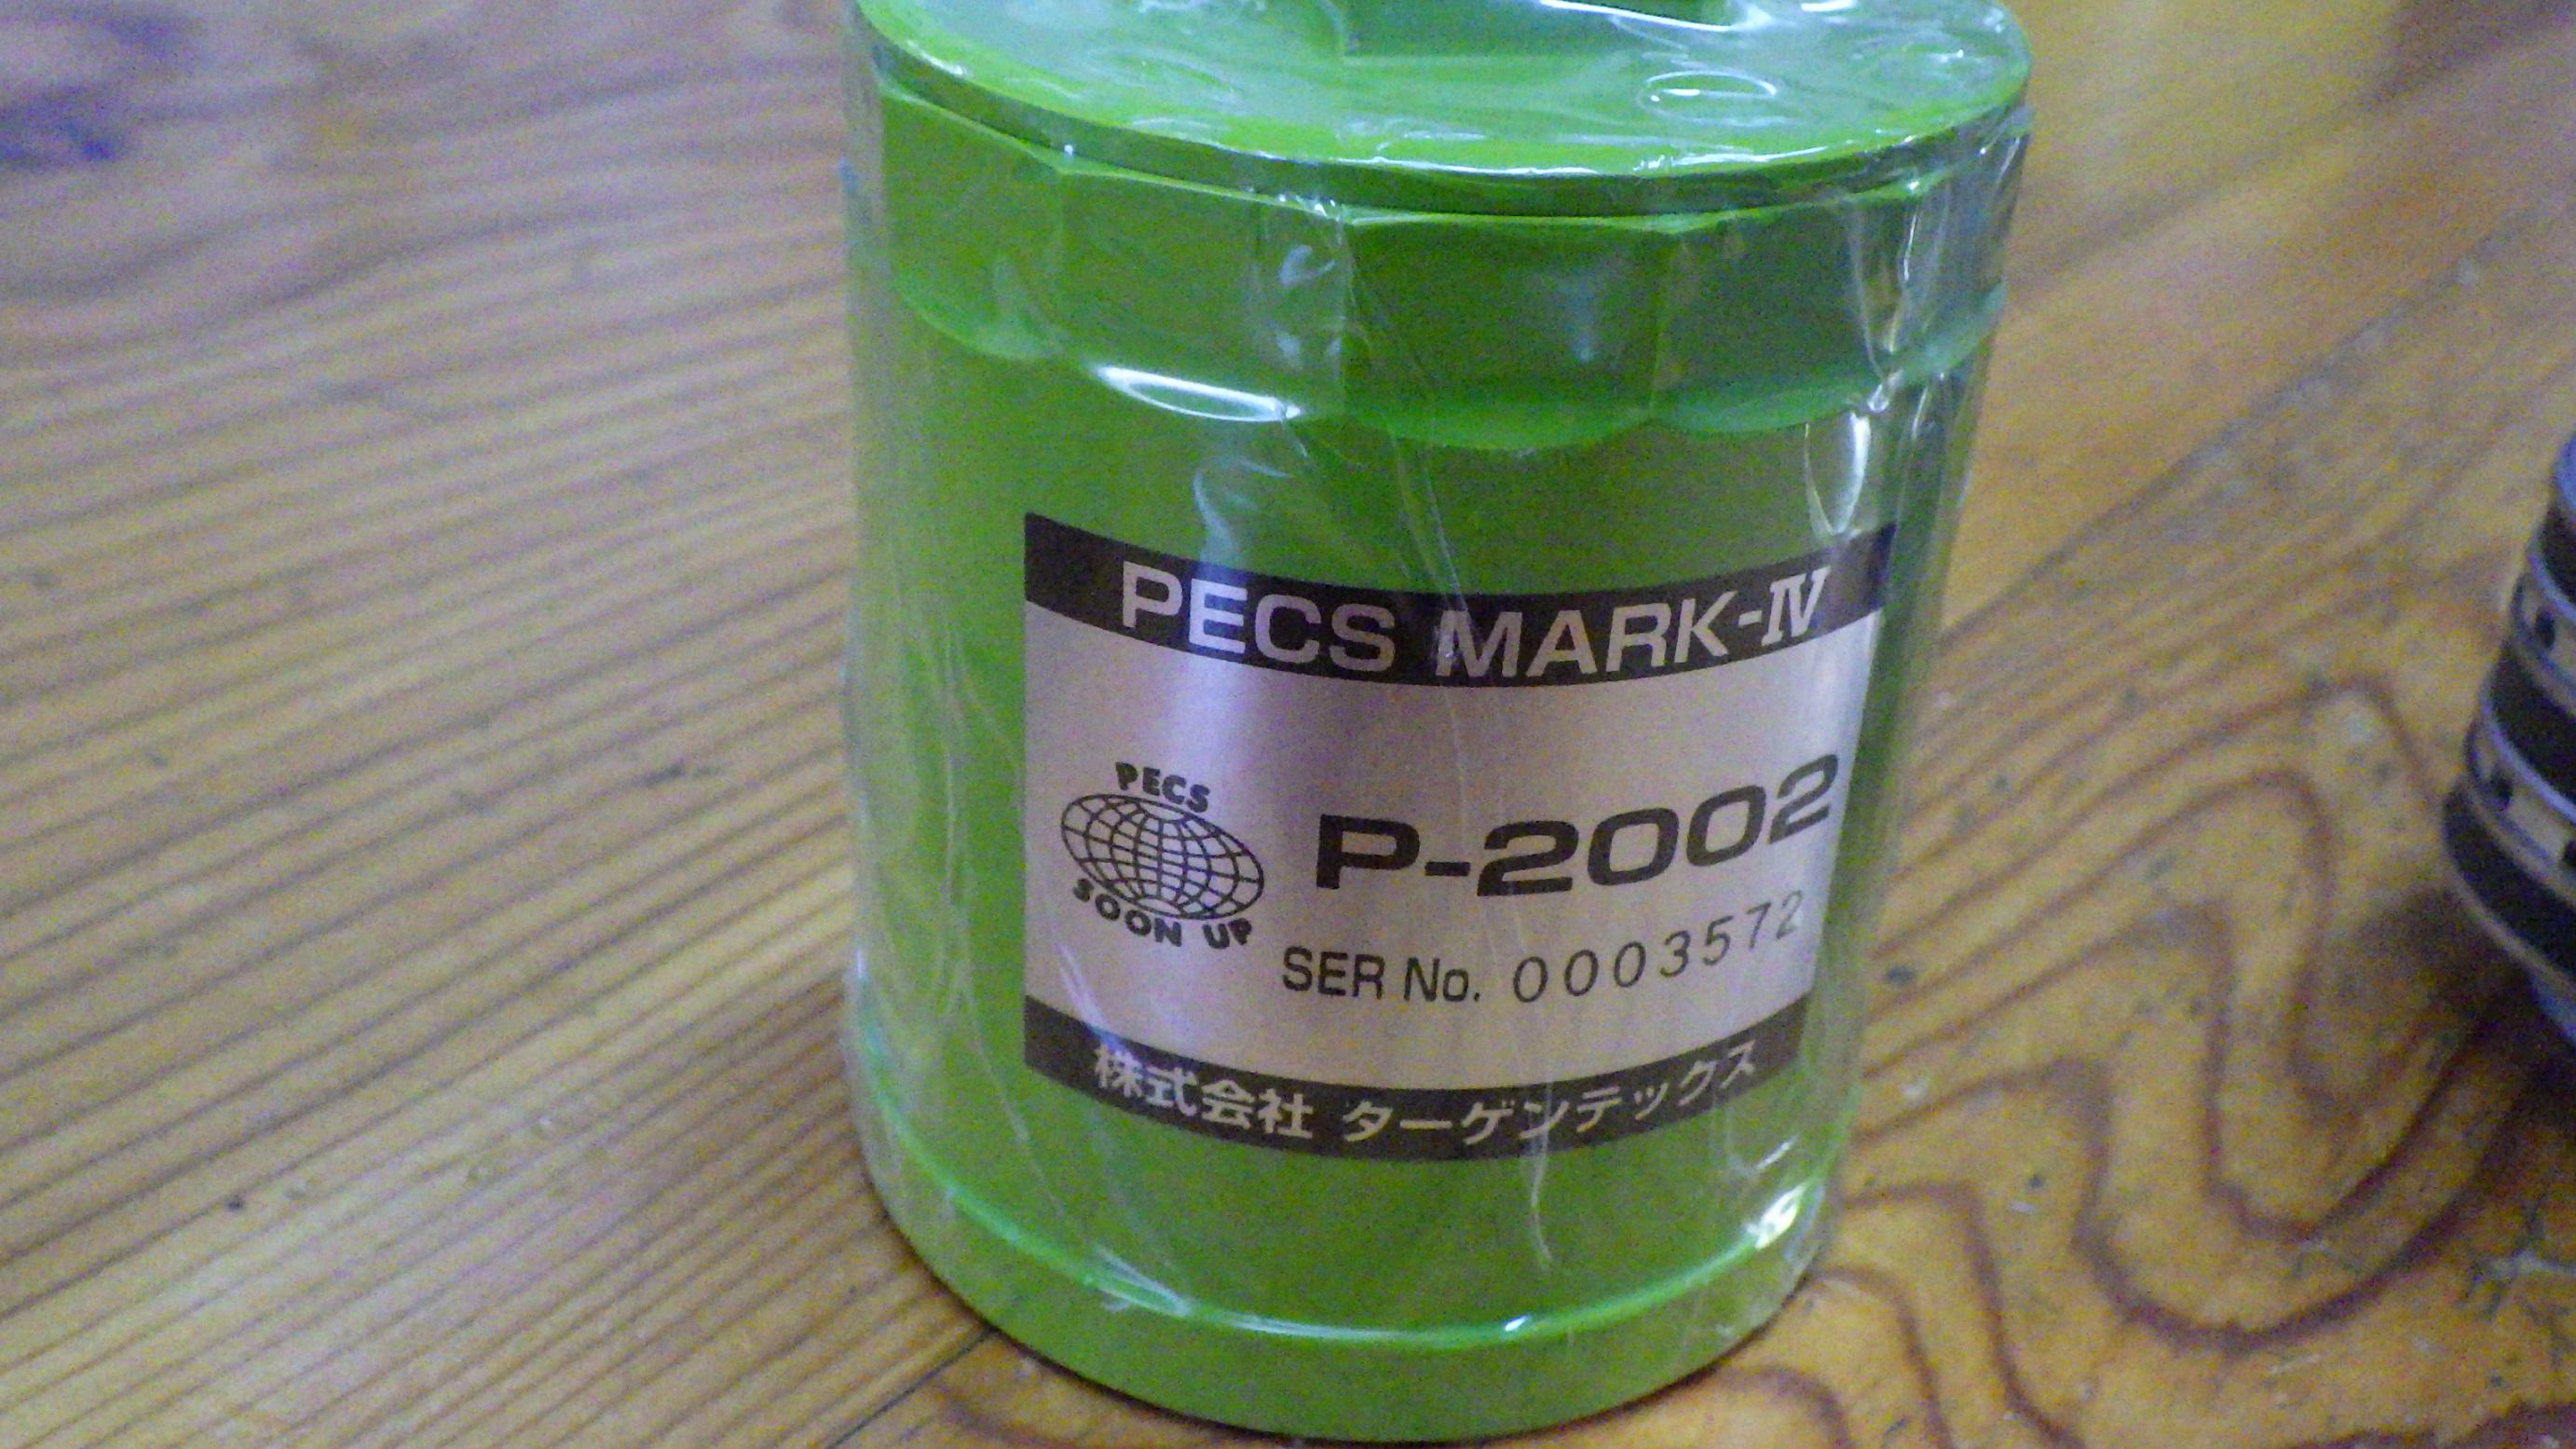 PECS MARK-IV
PECS
SOON UP
P-2002
SER No. 0003572
株式会社 ターゲンテックス